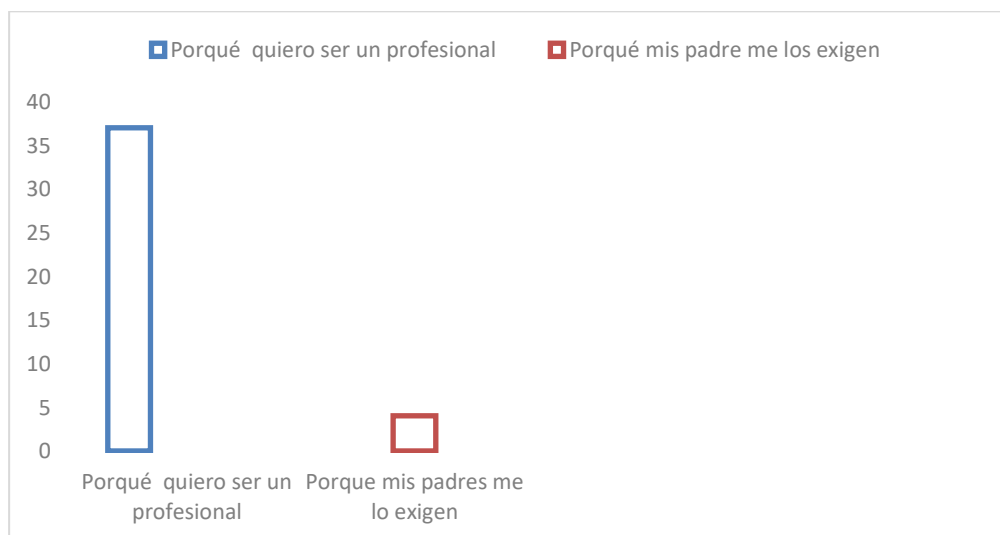 Porqué  quiero ser un profesional
Porqué mis padre me los exigen
40
35
30
25
20
15
10
5
0
Porqué  quiero ser un
profesional
Porque mis padres me
lo exigen